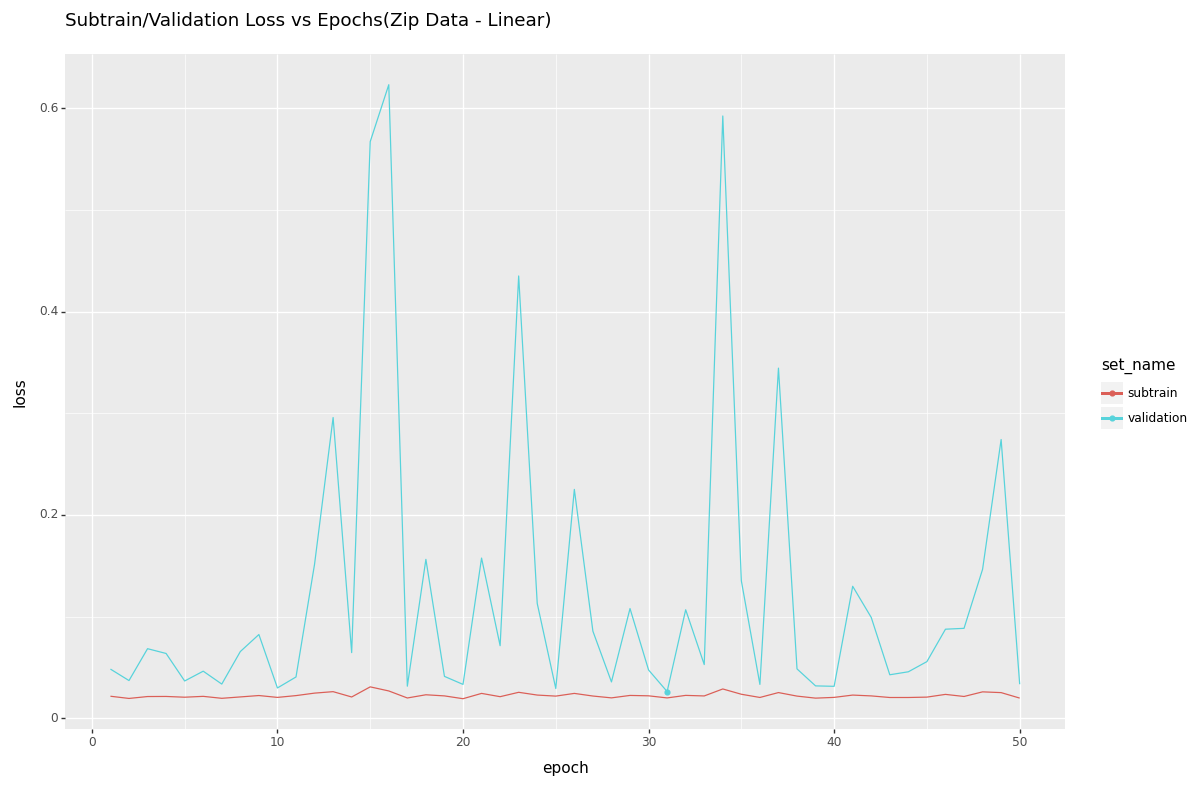 Subtrain/Validation Loss vs Epochs(Zip Data - Linear)
0.6
0.4
0.2
0
loss
0
10
20
30
40
50
epoch
set_name
subtrain
validation